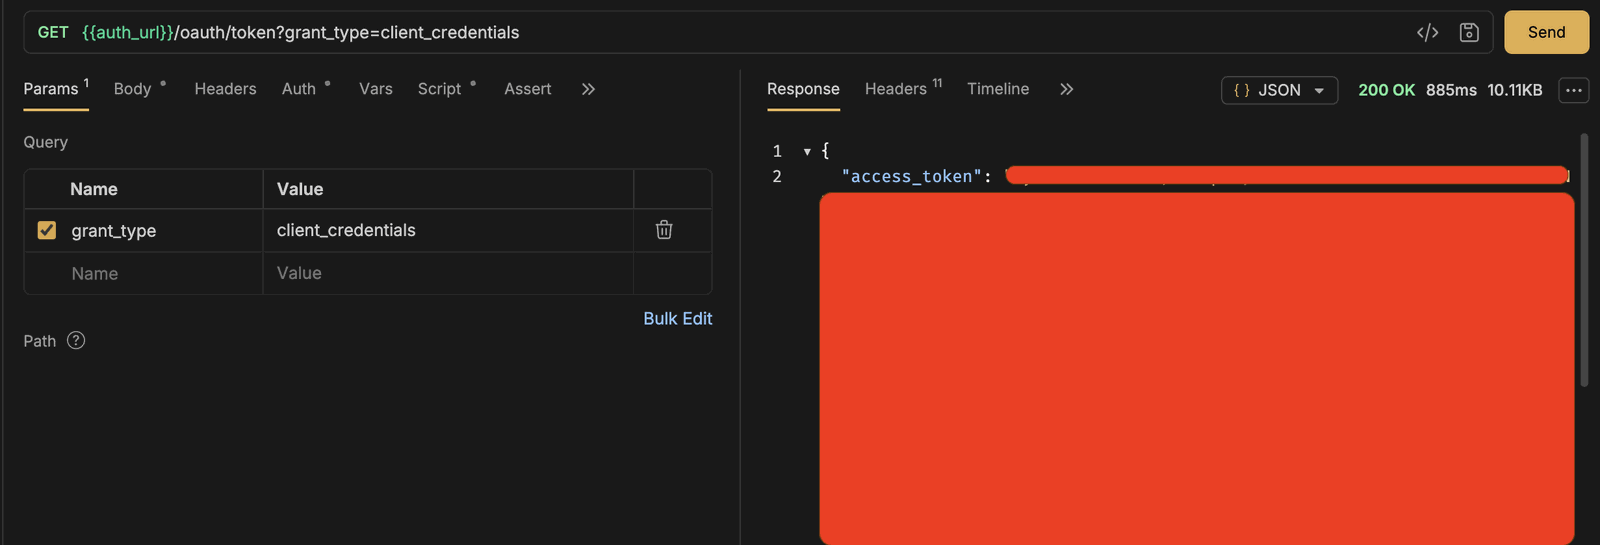 GET {{auth_url}}/oauth/token?grant_type=client_credentials </> Send
Params 1 Body Headers Auth Vars Script Assert
Query
Name Value
grant_type client_credentials
Name Value
Bulk Edit
Path ?
Response Headers 11 Timeline { } JSON 200 OK 885ms 10.11KB ...
1 {
2 "access_token":